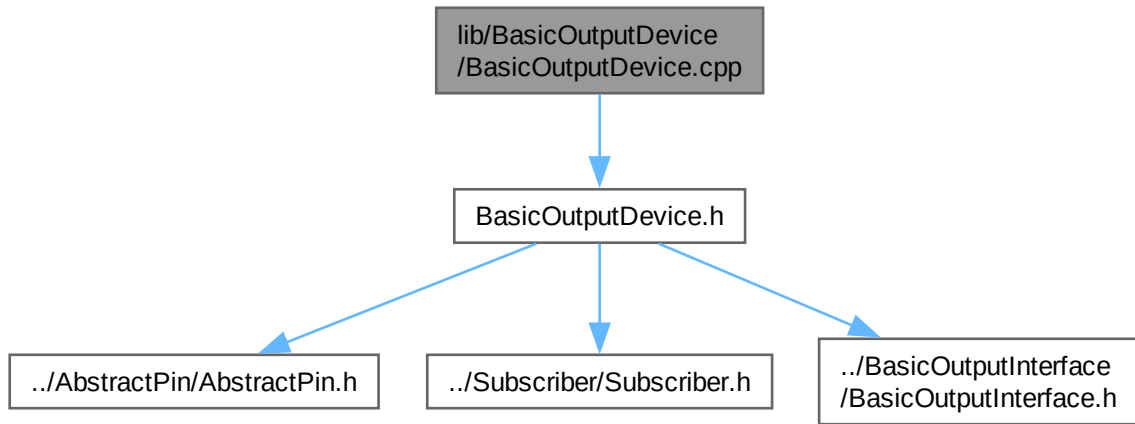 lib/BasicOutputDevice
/BasicOutputDevice.cpp
BasicOutputDevice.h
../AbstractPin/AbstractPin.h
../Subscriber/Subscriber.h
../BasicOutputInterface
/BasicOutputInterface.h